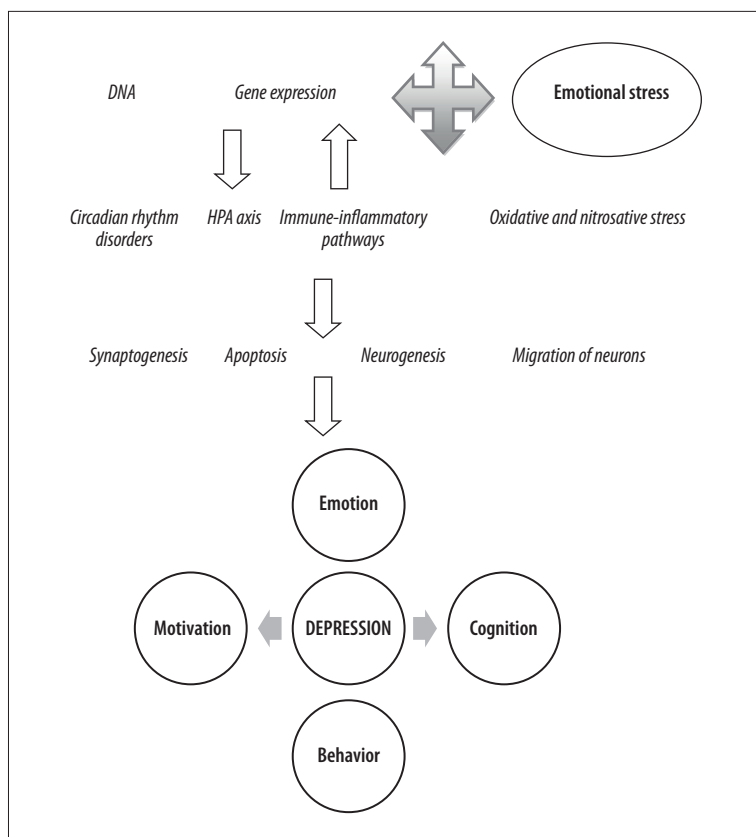 DNA Gene expression Emotional stress
Circadian rhythm disorders HPA axis Immune-inflammatory pathways Oxidative and nitrosative stress
Synaptogenesis Apoptosis Neurogenesis Migration of neurons
Emotion
Motivation DEPRESSION Cognition
Behavior